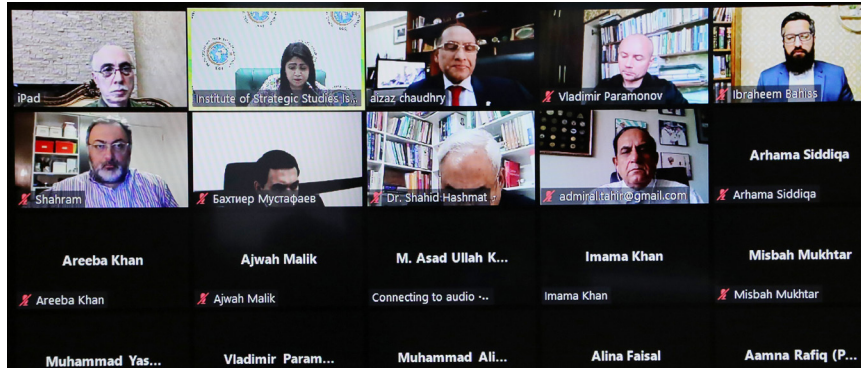 iPad
Institute of Strategic Studies Is...
aizaz chaudhry
Vladimir Paramonov
Ibraheem Bahiss
Shahram
Бахтиер Мустафаев
Dr. Shahid Hashmat
admiral.tahir@gmail.com
Arhama Siddiqa
Arhama Siddiqa
Areeba Khan
Ajwah Malik
M. Asad Ullah K...
Imama Khan
Misbah Mukhtar
Areeba Khan
Ajwah Malik
Connecting to audio ...
Imama Khan
Misbah Mukhtar
Muhammad Yas...
Vladimir Param...
Muhammad Ali...
Alina Faisal
Aamna Rafiq (P...